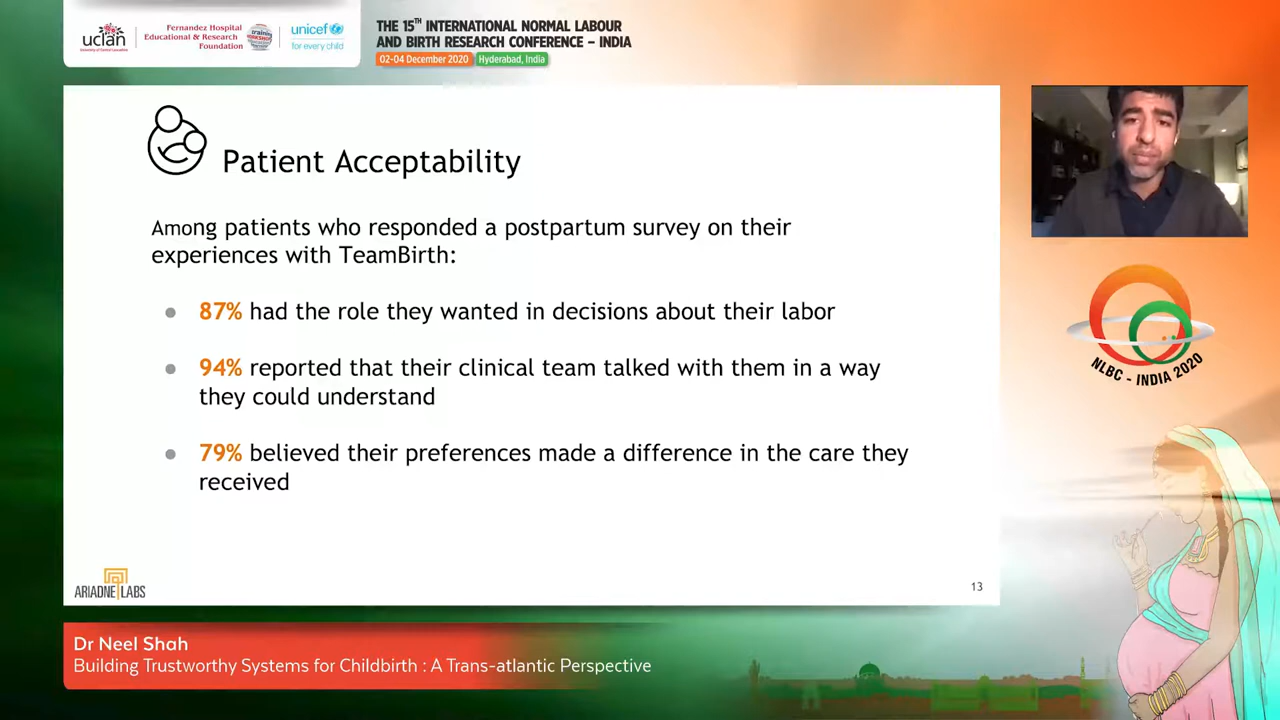 uclan
University of Central Lancashire
Fernandez Hospital
Educational & Research
Foundation
unicef
for every child
THE 15TH INTERNATIONAL NORMAL LABOUR
AND BIRTH RESEARCH CONFERENCE – INDIA
02-04 December 2020 Hyderabad, India
Patient Acceptability
Among patients who responded a postpartum survey on their
experiences with TeamBirth:
● 87% had the role they wanted in decisions about their labor
● 94% reported that their clinical team talked with them in a way
they could understand
● 79% believed their preferences made a difference in the care they
received
ARIADNE LABS
13
NLBC - INDIA 2020
Dr Neel Shah
Building Trustworthy Systems for Childbirth : A Trans-atlantic Perspective